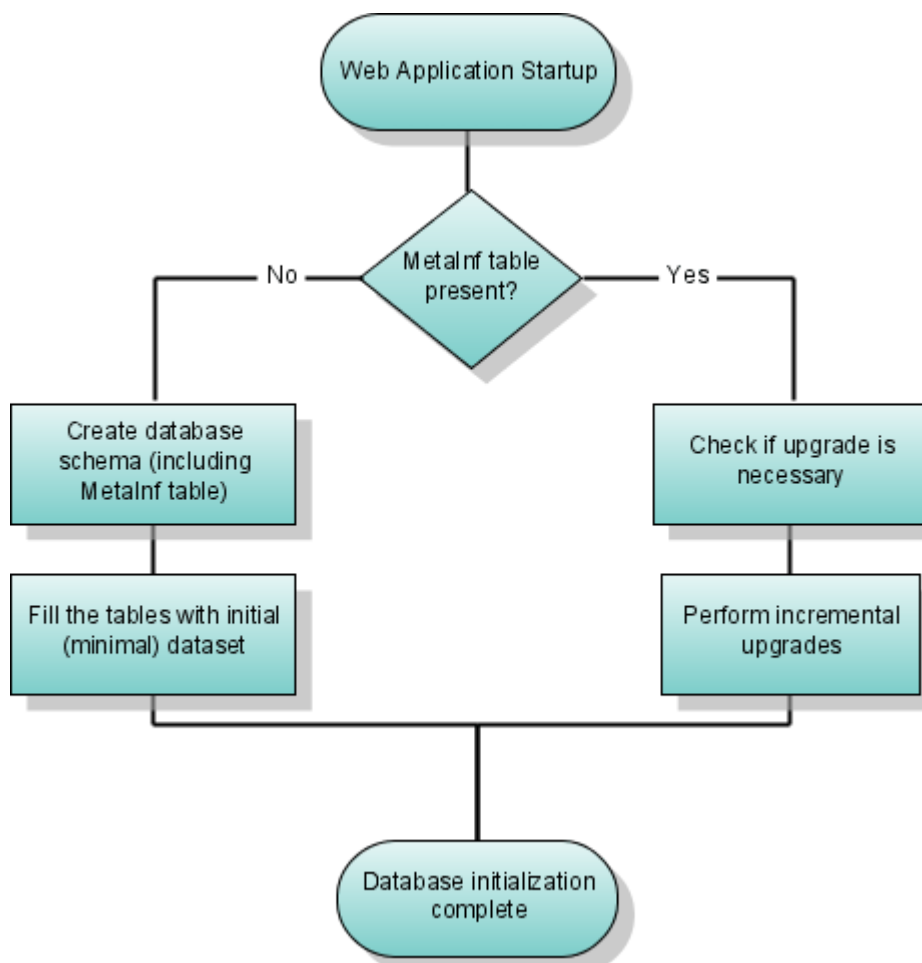 Web Application Startup
MetaInf table
present?
No
Yes
Create database
schema (including
MetaInf table)
Check if upgrade is
necessary
Fill the tables with initial
(minimal) dataset
Perform incremental
upgrades
Database initialization
complete